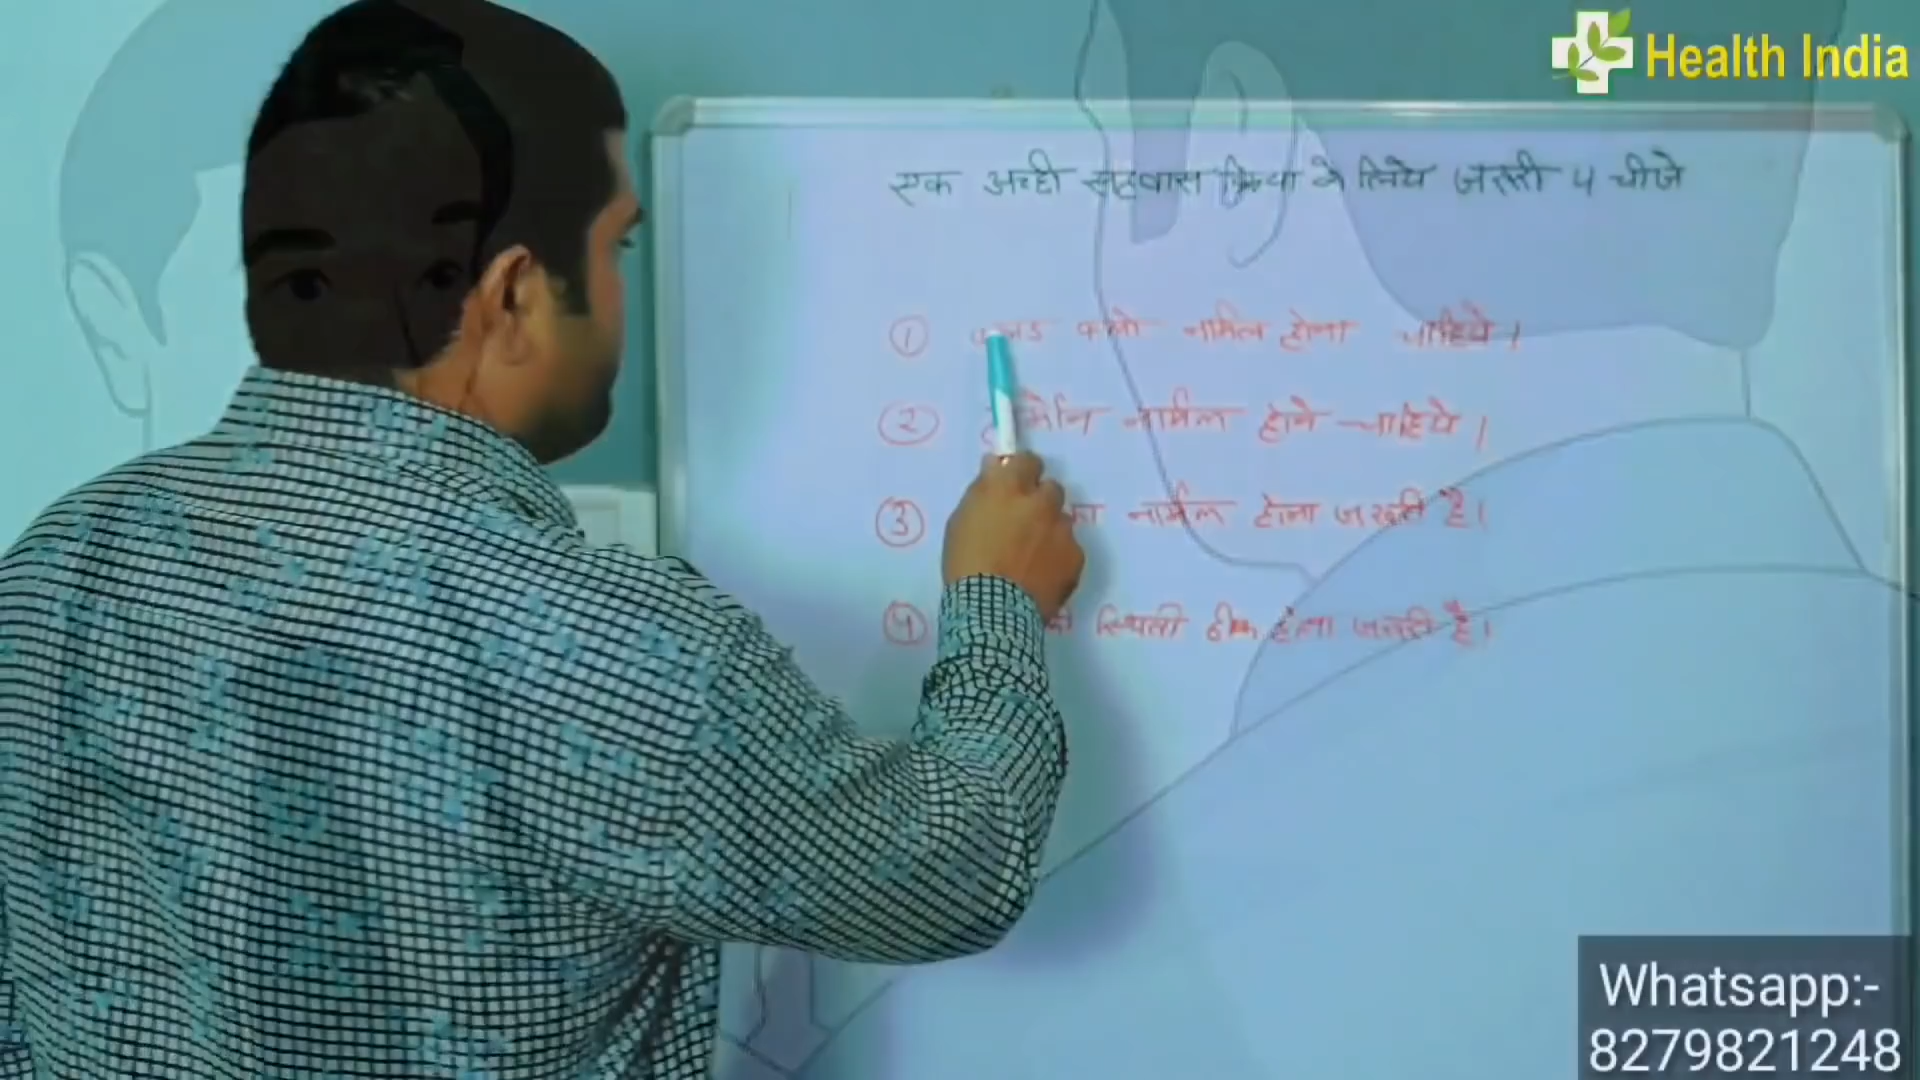 Health India
एक अच्छी सहवास क्रिया के लिये जरूरी 4 चीजे
① फ्लो नार्मल होना चाहिये।
② हार्मोन नार्मल होने चाहिये।
③ का नार्मल होना जरूरी है।
④ की स्थिती ठीक होना जरूरी है।
Whatsapp:-
8279821248